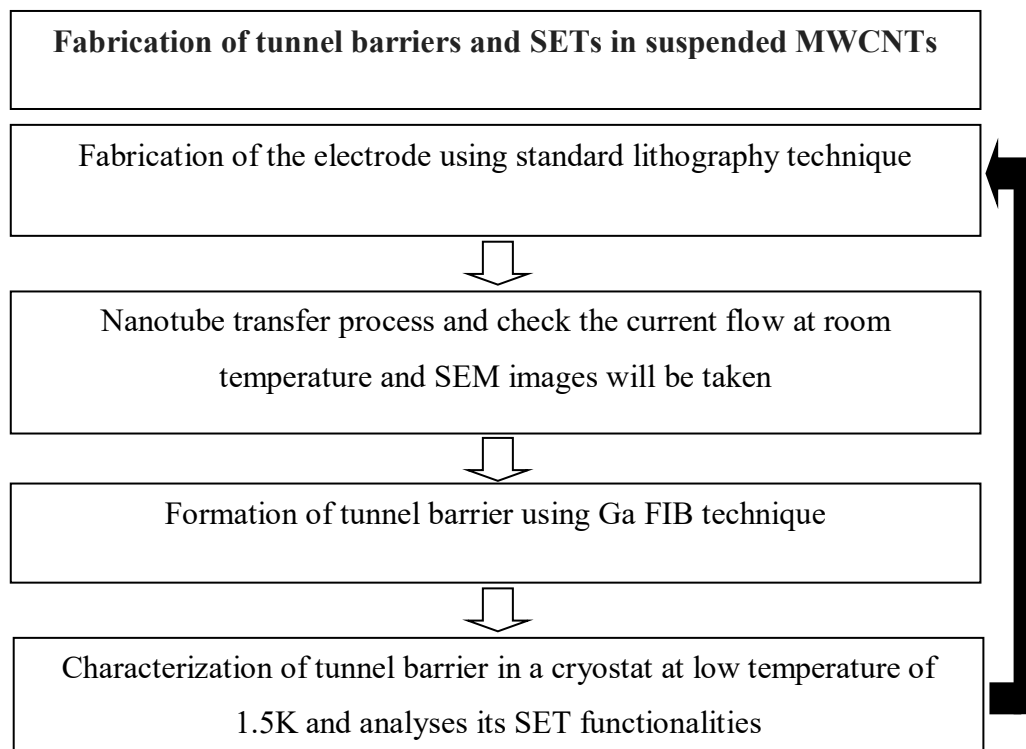 Fabrication of tunnel barriers and SETs in suspended MWCNTs
Fabrication of the electrode using standard lithography technique
Nanotube transfer process and check the current flow at room
temperature and SEM images will be taken
Formation of tunnel barrier using Ga FIB technique
Characterization of tunnel barrier in a cryostat at low temperature of
1.5K and analyses its SET functionalities